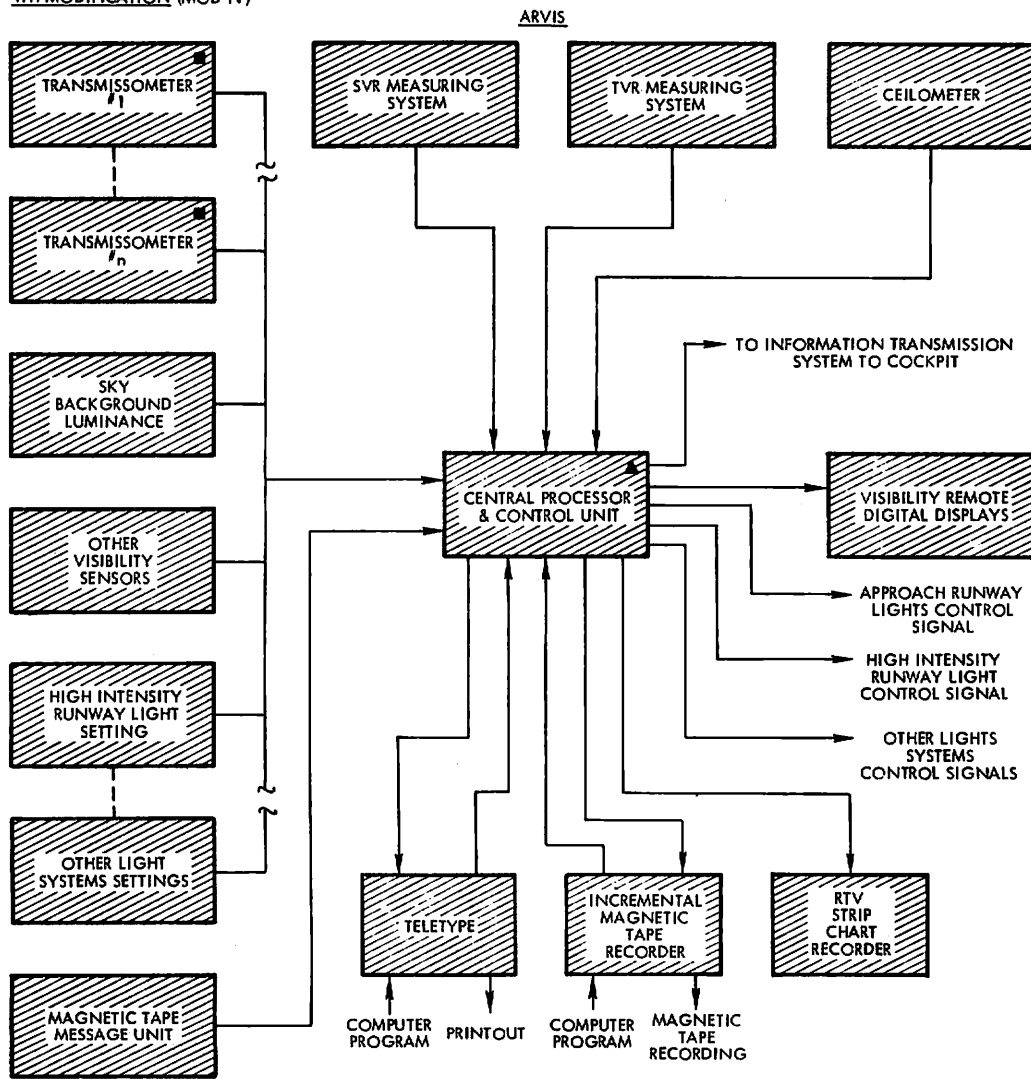 MODIFICATION (MOD IV)
ARVIS
TRANSMISSOMETER
#1
SVR MEASURING
SYSTEM
TVR MEASURING
SYSTEM
CEILOMETER
TRANSMISSOMETER
#n
TO INFORMATION TRANSMISSION
SYSTEM TO COCKPIT
SKY
BACKGROUND
LUMINANCE
CENTRAL PROCESSOR
& CONTROL UNIT
VISIBILITY REMOTE
DIGITAL DISPLAYS
OTHER
VISIBILITY
SENSORS
APPROACH RUNWAY
LIGHTS CONTROL
SIGNAL
HIGH INTENSITY
RUNWAY LIGHT
CONTROL SIGNAL
HIGH INTENSITY
RUNWAY LIGHT
SETTING
OTHER LIGHTS
SYSTEMS
CONTROL SIGNALS
OTHER LIGHT
SYSTEMS SETTINGS
TELETYPE
INCREMENTAL
MAGNETIC
TAPE
RECORDER
RTV
STRIP
CHART
RECORDER
MAGNETIC TAPE
MESSAGE UNIT
COMPUTER
PROGRAM
PRINTOUT
COMPUTER
PROGRAM
MAGNETIC
TAPE
RECORDING